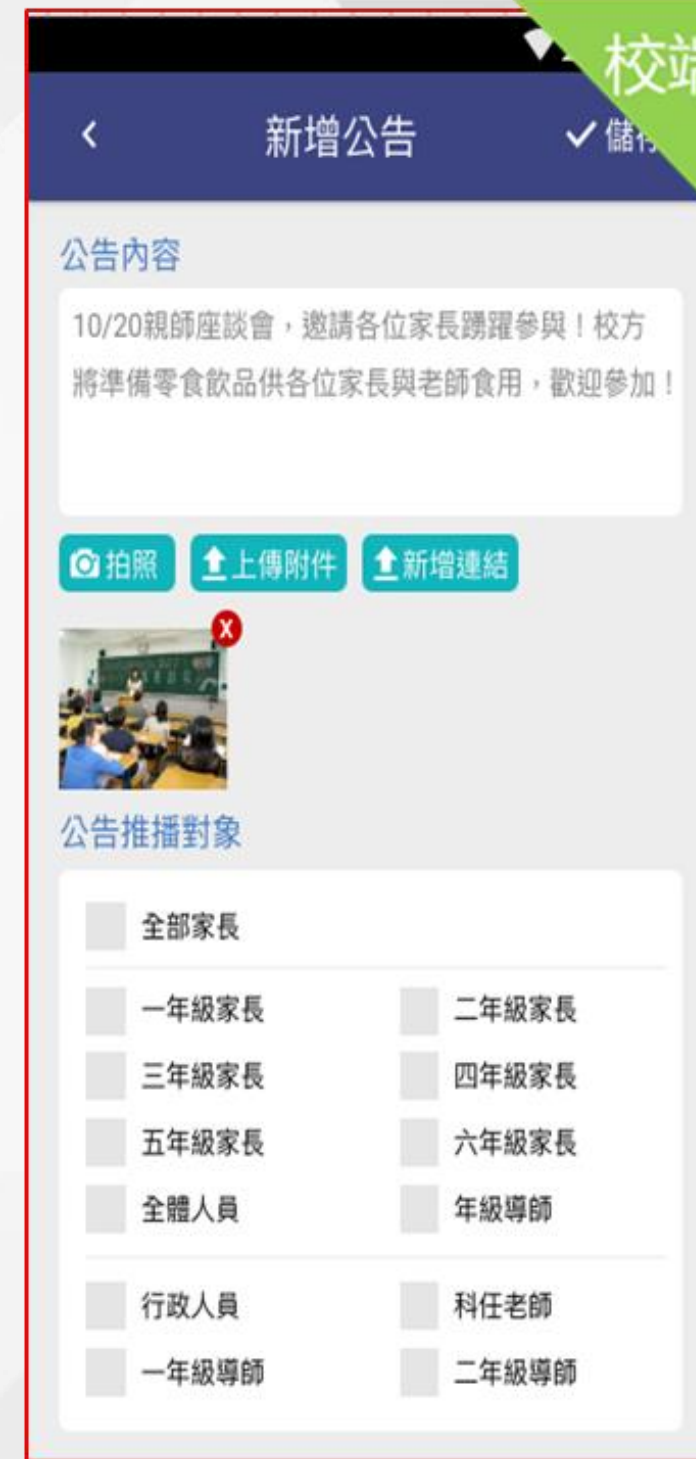 校端
新增公告
儲存
公告內容
10/20親師座談會，邀請各位家長踴躍參與！校方
將準備零食飲品供各位家長與老師食用，歡迎參加！
拍照 上傳附件 新增連結
X
公告推播對象
全部家長
一年級家長 二年級家長
三年級家長 四年級家長
五年級家長 六年級家長
全體人員 年級導師
行政人員 科任老師
一年級導師 二年級導師